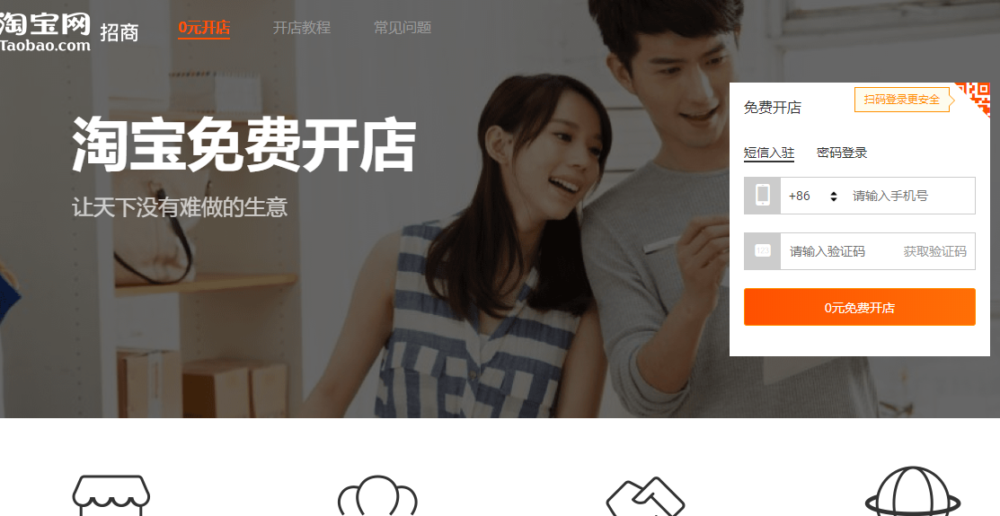 淘宝网
Taobao.com
招商
0元开店
开店教程
常见问题
淘宝免费开店
让天下没有难做的生意
免费开店
扫码登录更安全
短信入驻
密码登录
+86
请输入手机号
123
请输入验证码
获取验证码
0元免费开店